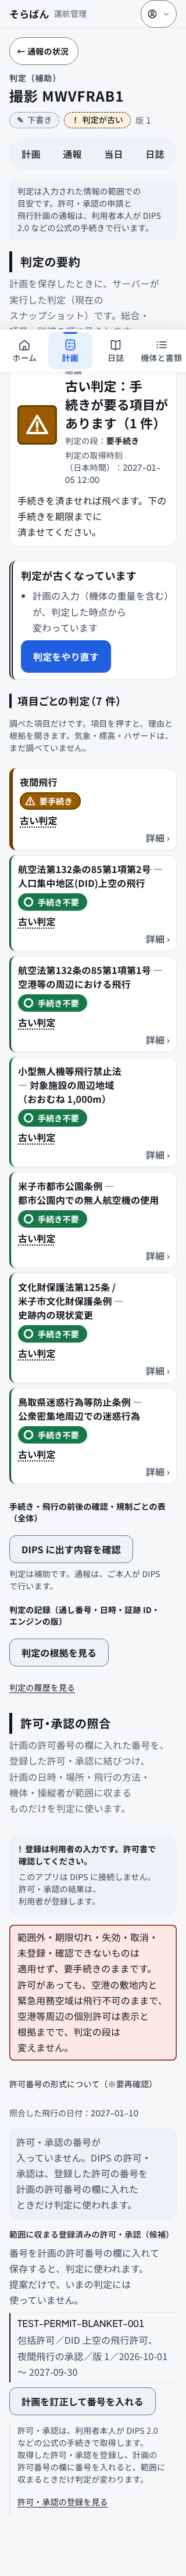 そらばん 運航管理
← 通報の状況
判定（補助）
撮影 MWVFRAB1
✎ 下書き ! 判定が古い 版 1
計画 通報 当日 日誌
判定は入力された情報の範囲での
目安です。許可・承認の申請と
飛行計画の通報は、利用者本人が DIPS
2.0 などの公式の手続きで行います。
判定の要約
計画を保存したときに、サーバーが
実行した判定（現在の
スナップショット）です。総合・
ホーム 計画 日誌 機体と書類
古い判定: 手
続きが要る項目が
あります（1 件）
判定の段：要手続き
判定の取得時刻
（日本時間）：2027-01-
05 12:00
手続きを済ませれば飛べます。下の
手続きを期限までに
済ませてください。
判定が古くなっています
• 計画の入力（機体の重量を含む）
が、判定した時点から
変わっています
判定をやり直す
項目ごとの判定（7 件）
調べた項目だけです。項目を押すと、理由と
根拠を開きます。気象・標高・ハザードは、
まだ調べていません。
夜間飛行
要手続き
古い判定
詳細 ›
航空法第132条の85第1項第2号 —
人口集中地区(DID)上空の飛行
手続き不要
古い判定
詳細 ›
航空法第132条の85第1項第1号 —
空港等の周辺における飛行
手続き不要
古い判定
詳細 ›
小型無人機等飛行禁止法
— 対象施設の周辺地域
（おおむね 1,000m）
手続き不要
古い判定
詳細 ›
米子市都市公園条例 —
都市公園内での無人航空機の使用
手続き不要
古い判定
詳細 ›
文化財保護法第125条 /
米子市文化財保護条例 —
史跡内の現状変更
手続き不要
古い判定
詳細 ›
鳥取県迷惑行為等防止条例 —
公衆密集地周辺での迷惑行為
手続き不要
古い判定
詳細 ›
手続き・飛行の前後の確認・規制ごとの表
（全体）
DIPS に出す内容を確認
判定は補助です。通報は、ご本人が DIPS
で行います。
判定の記録（通し番号・日時・証跡 ID・
エンジンの版）
判定の根拠を見る
判定の履歴を見る
許可・承認の照合
計画の許可番号の欄に入れた番号を、
登録した許可・承認に結びつけ、
計画の日時・場所・飛行の方法・
機体・操縦者が範囲に収まる
ものだけを判定に使います。
! 登録は利用者の入力です。許可書で
確認してください。
このアプリは DIPS に接続しません。
許可・承認の結果は、
利用者が登録します。
範囲外・期限切れ・失効・取消・
未登録・確認できないものは
適用せず、要手続きのままです。
許可があっても、空港の敷地内と
緊急用務空域は飛行不可のままで、
空港等周辺の個別許可は表示と
根拠までで、判定の段は
変えません。
許可番号の形式について（※要再確認）
照合した飛行の日付：2027-01-10
許可・承認の番号が
入っていません。DIPS の許可・
承認は、登録した許可の番号を
計画の許可番号の欄に入れた
ときだけ判定に使われます。
範囲に収まる登録済みの許可・承認（候補）
番号を計画の許可番号の欄に入れて
保存すると、判定に使われます。
提案だけで、いまの判定には
使っていません。
TEST-PERMIT-BLANKET-001
包括許可／DID 上空の飛行許可、
夜間飛行の承認／版 1／2026-10-01
〜 2027-09-30
計画を訂正して番号を入れる
許可・承認は、利用者本人が DIPS 2.0
などの公式の手続きで取得します。
取得した許可・承認を登録し、計画の
許可番号の欄に番号を入れると、範囲に
収まるときだけ判定が変わります。
許可・承認の登録を見る